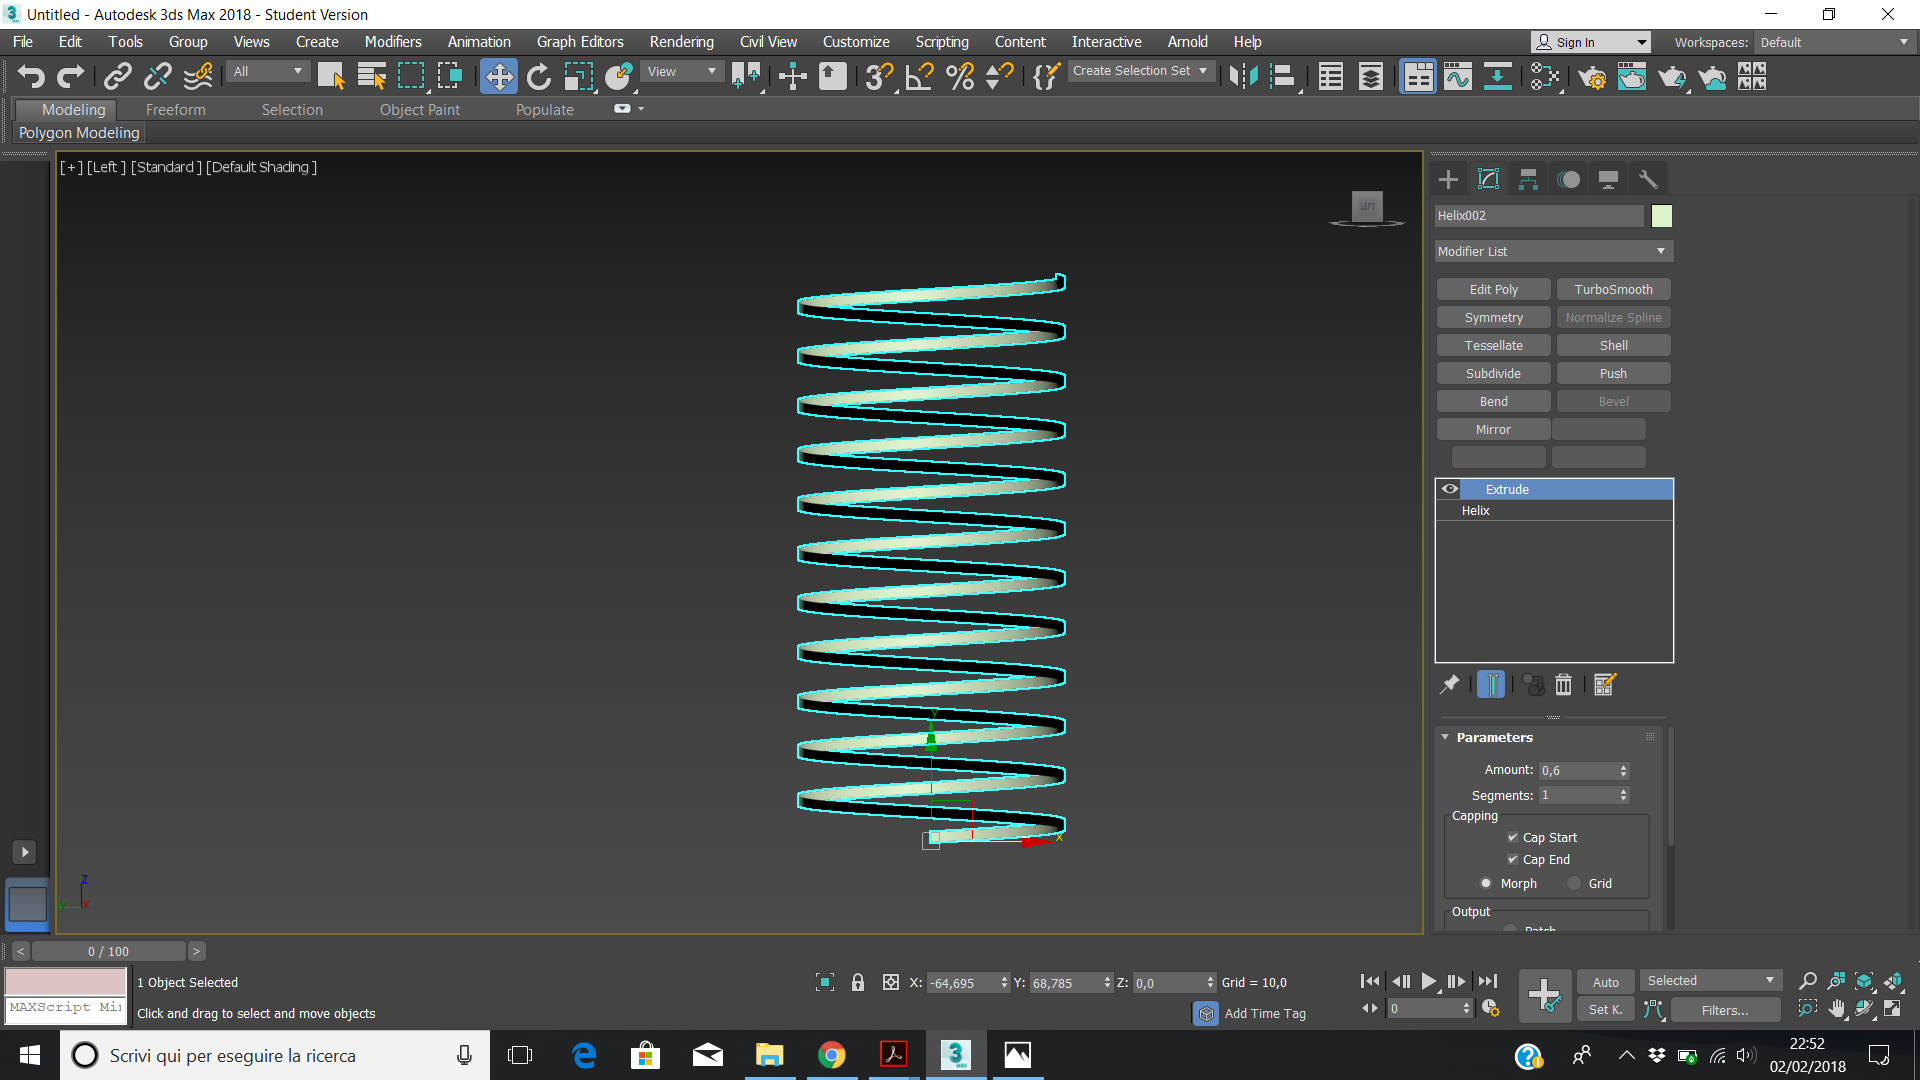 Untitled - Autodesk 3ds Max 2018 - Student Version
File Edit Tools Group Views Create Modifiers Animation Graph Editors Rendering Civil View Customize Scripting Content Interactive Arnold Help Sign In Workspaces: Default
All View Create Selection Set
Modeling Freeform Selection Object Paint Populate
Polygon Modeling
[+] [Left] [Standard] [Default Shading]
LEFT
Helix002
Modifier List
Edit Poly TurboSmooth
Symmetry Normalize Spline
Tessellate Shell
Subdivide Push
Bend Bevel
Mirror
Extrude
Helix
Parameters
Amount: 0,6
Segments: 1
Capping
Cap Start
Cap End
Morph Grid
Output
Patch
y
x
z
y x
< 0 / 100 >
1 Object Selected X: -64,695 Y: 68,785 Z: 0,0 Grid = 10,0 Auto Selected
MAXScript Mi Click and drag to select and move objects Add Time Tag 0 Set K. Filters...
Scrivi qui per eseguire la ricerca
3 MAX
22:52
02/02/2018